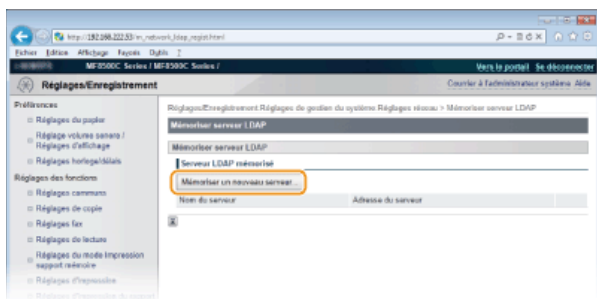 http://192.168.222.53/m_network_ldap_regist.html
Fichier Edition Affichage Favoris Outils ?
MF8500C Series / MF8500C Series /
Vers le portail Se déconnecter
Réglages/Enregistrement
Courrier à l'administrateur système Aide
Préférences
Réglages du papier
Réglage volume sonore /
Réglages d'affichage
Réglages horloge/délais
Réglages des fonctions
Réglages communs
Réglages de copie
Réglages fax
Réglages de lecture
Réglages du mode Impression
support mémoire
Réglages d'impression
Réglages/Enregistrement:Réglages de gestion du système:Réglages réseau > Mémoriser serveur LDAP
Mémoriser serveur LDAP
Mémoriser serveur LDAP
Serveur LDAP mémorisé
Mémoriser un nouveau serveur...
Nom du serveur Adresse du serveur